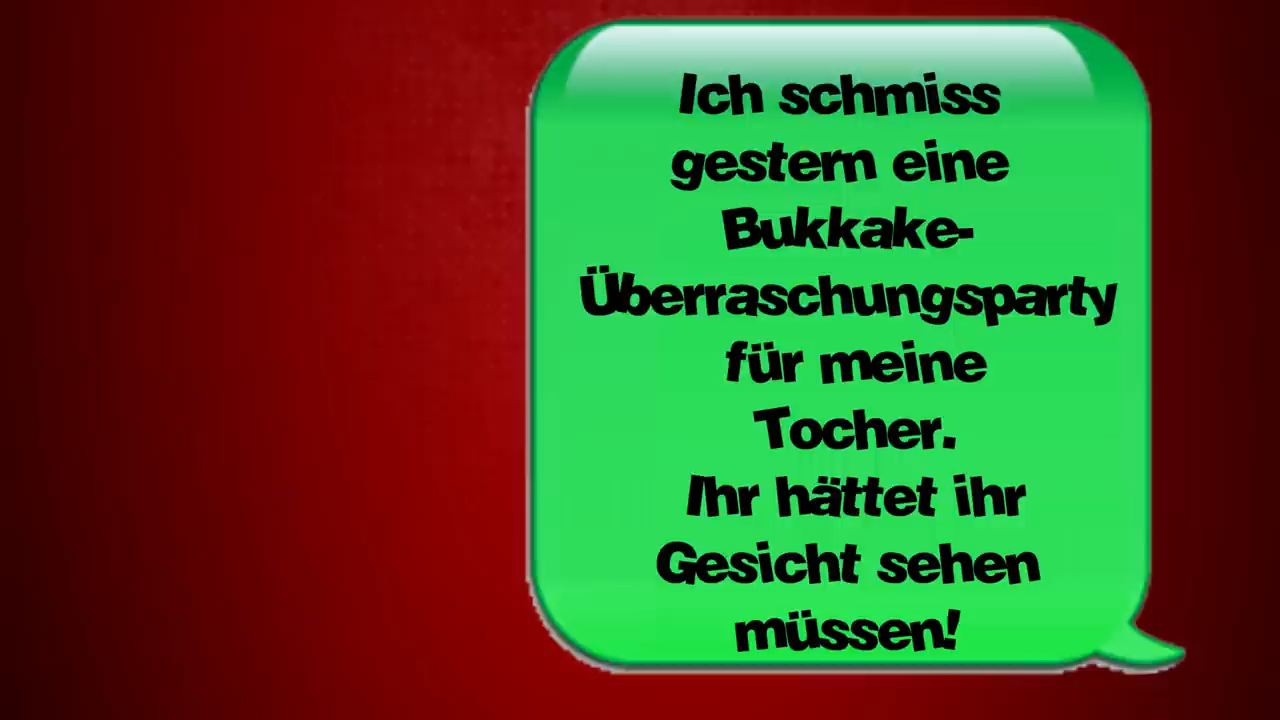 Ich schmiss
gestern eine
Bukkake-
Überraschungsparty
für meine
Tocher.
Ihr hättet ihr
Gesicht sehen
müssen!